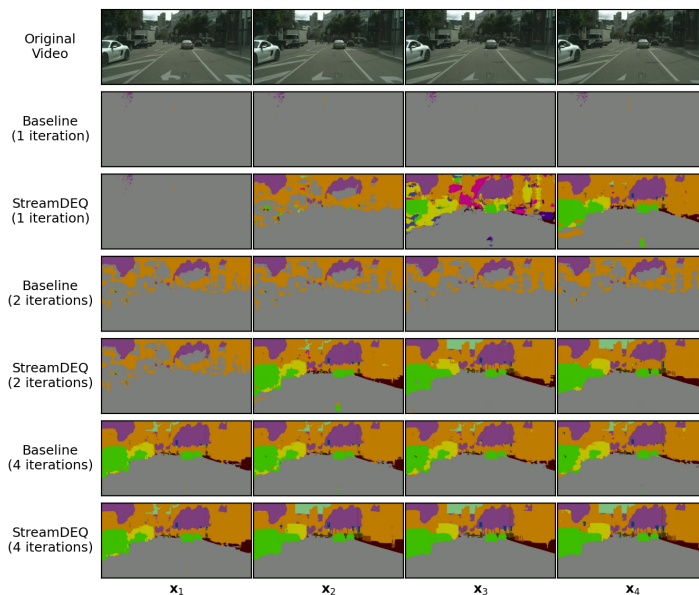 Original
Video
Baseline
(1 iteration)
StreamDEQ
(1 iteration)
Baseline
(2 iterations)
StreamDEQ
(2 iterations)
Baseline
(4 iterations)
StreamDEQ
(4 iterations)
x₁ x₂ x₃ x₄